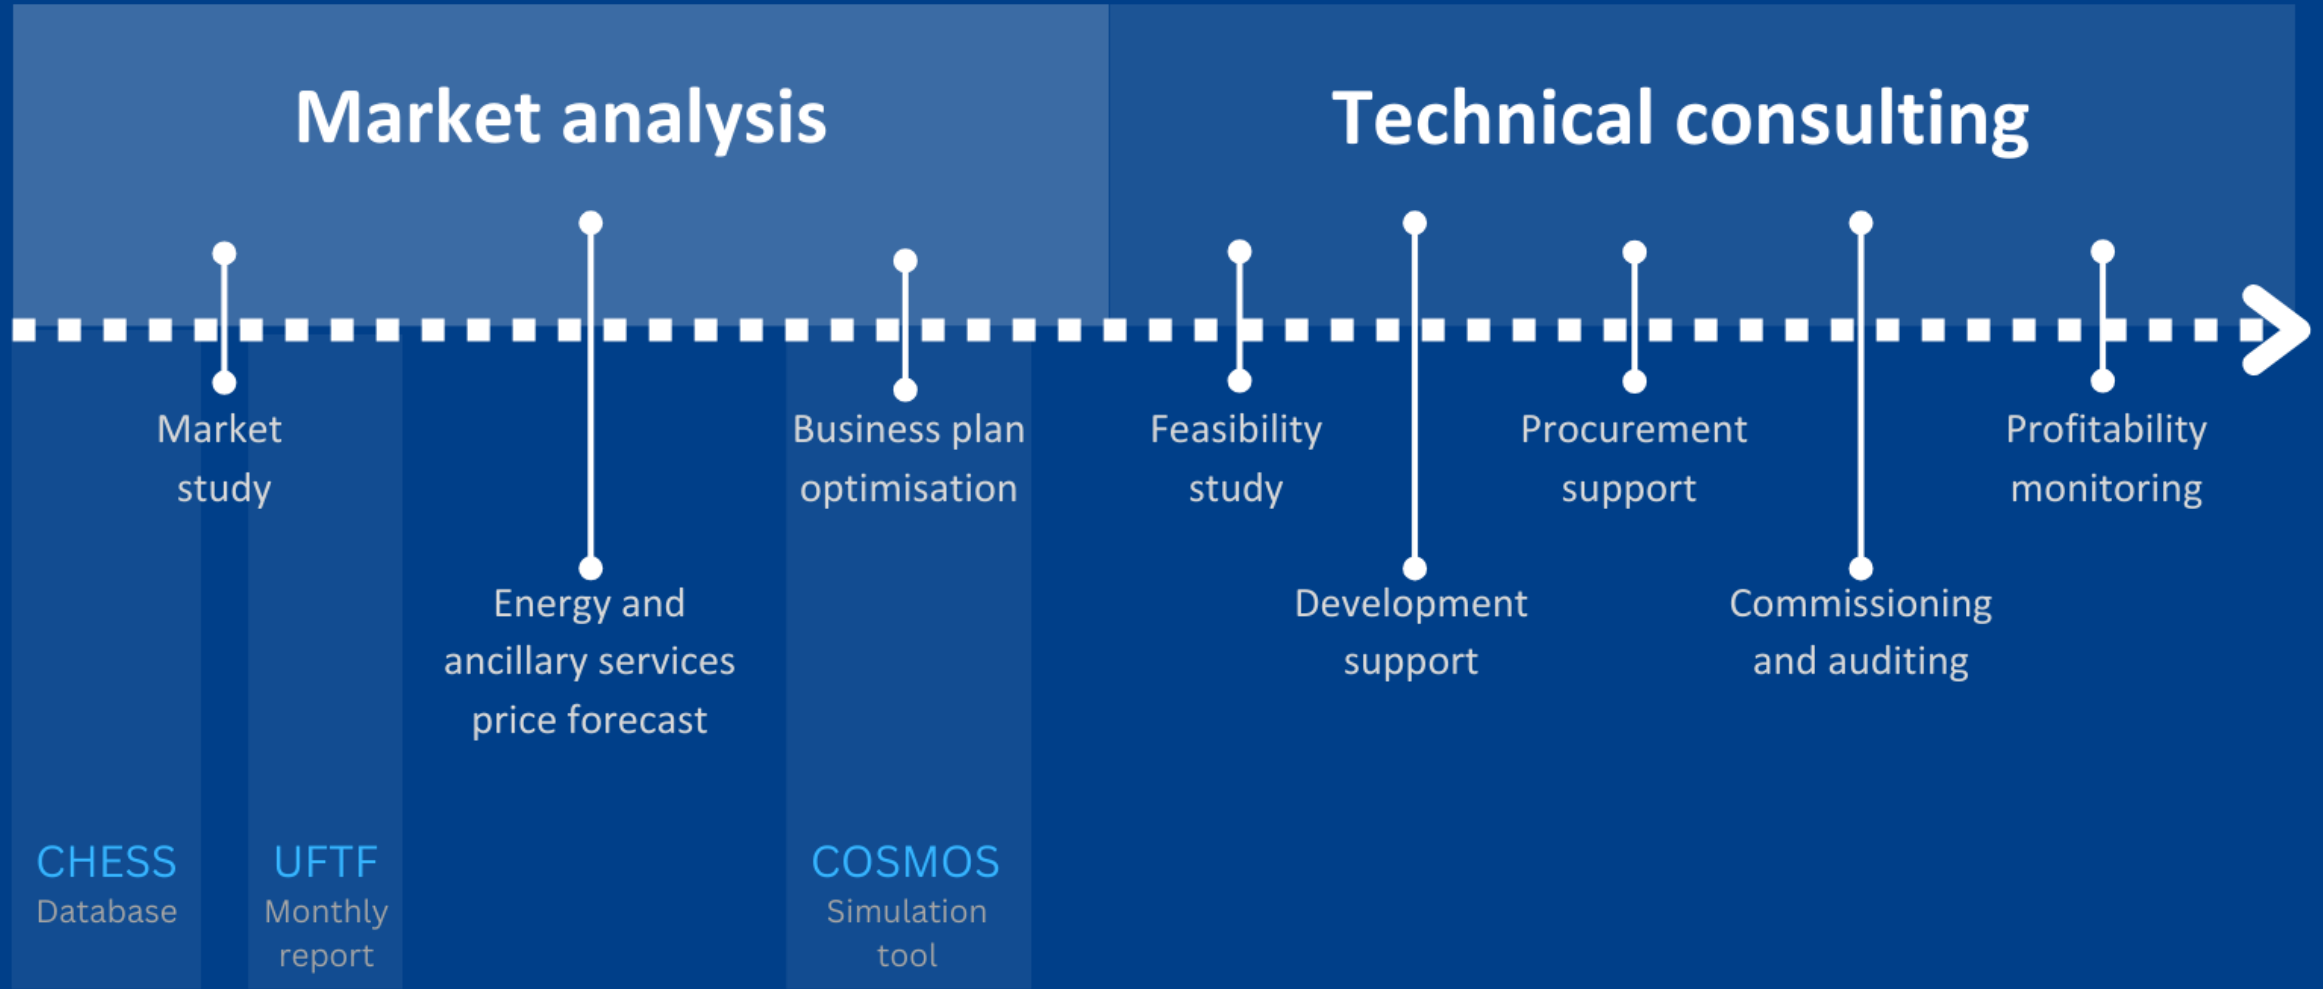 Market analysis
Technical consulting
Market
study
Energy and
ancillary services
price forecast
Business plan
optimisation
Feasibility
study
Development
support
Procurement
support
Commissioning
and auditing
Profitability
monitoring
CHESS
Database
UFTF
Monthly
report
COSMOS
Simulation
tool